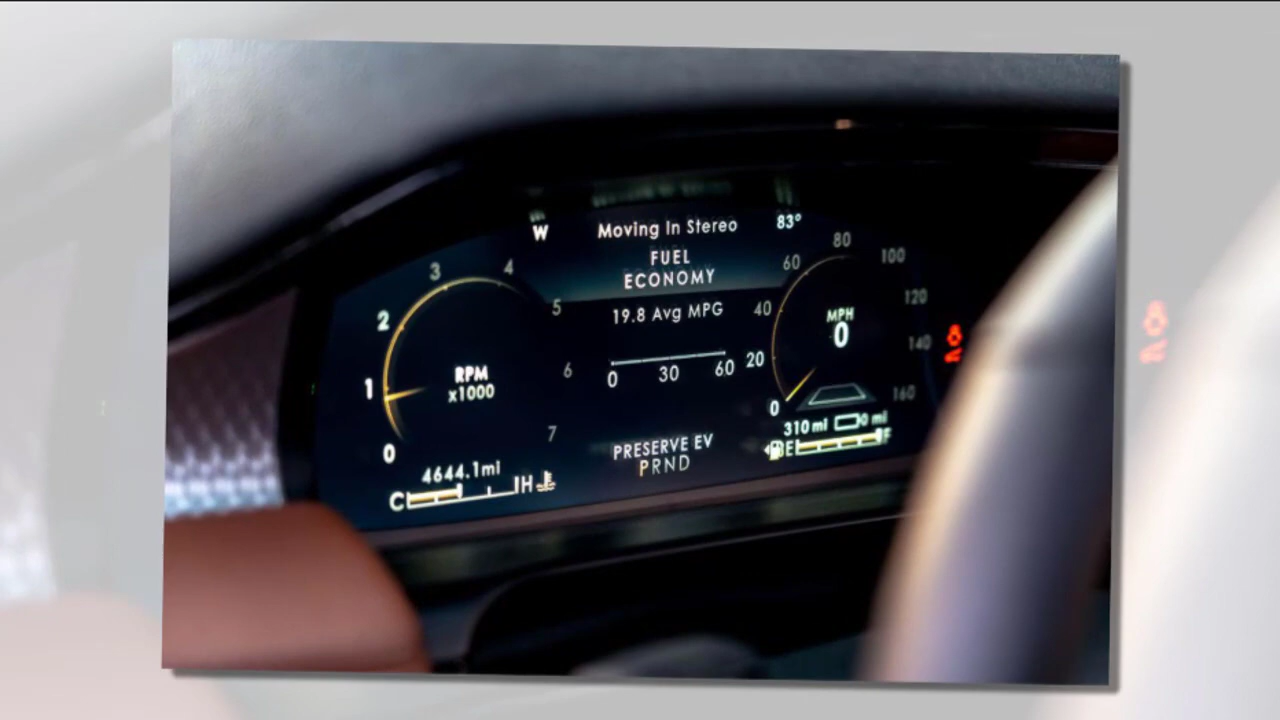 W Moving In Stereo 83°
FUEL
ECONOMY
19.8 Avg MPG
0 30 60
PRESERVE EV
PRND
0 1 2 3 4 5 6 7
RPM
x1000
4644.1mi
C H
0 20 40 60 80 100 120 140 160
MPH
0
310 mi 0 mi
E F